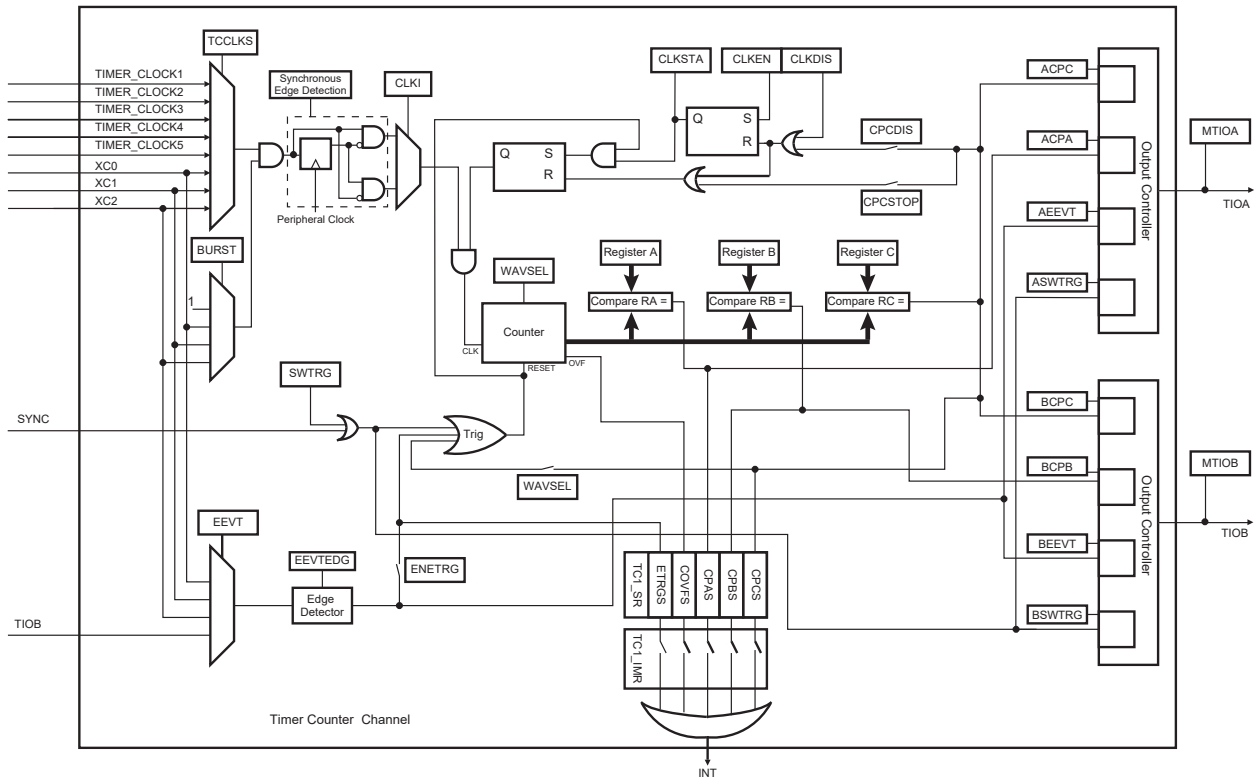 TCCLKS
TIMER_CLOCK1
TIMER_CLOCK2
TIMER_CLOCK3
TIMER_CLOCK4
TIMER_CLOCK5
XC0
XC1
XC2
Synchronous
Edge Detection
CLKI
Peripheral Clock
BURST
1
CLKSTA
CLKEN
CLKDIS
Q
S
R
Q
S
R
CPCDIS
CPCSTOP
ACPC
ACPA
AEEVT
ASWTRG
Output Controller
MTIOA
TIOA
Register A
Register B
Register C
Compare RA =
Compare RB =
Compare RC =
WAVSEL
Counter
CLK
RESET
OVF
SWTRG
SYNC
Trig
WAVSEL
BCPC
BCPB
BEEVT
BSWTRG
Output Controller
MTIOB
TIOB
EEVT
EEVTEDG
Edge
Detector
ENETRG
TIOB
TC1_SR
ETRGS
COVFS
CPAS
CPBS
CPCS
TC1_IMR
Timer Counter Channel
INT